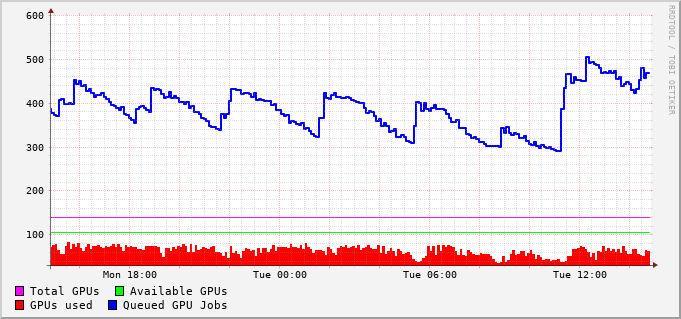 600
500
400
300
200
100
Mon 18:00 Tue 00:00 Tue 06:00 Tue 12:00
Total GPUs Available GPUs
GPUs used Queued GPU Jobs
RRDTOOL / TOBI OETIKER